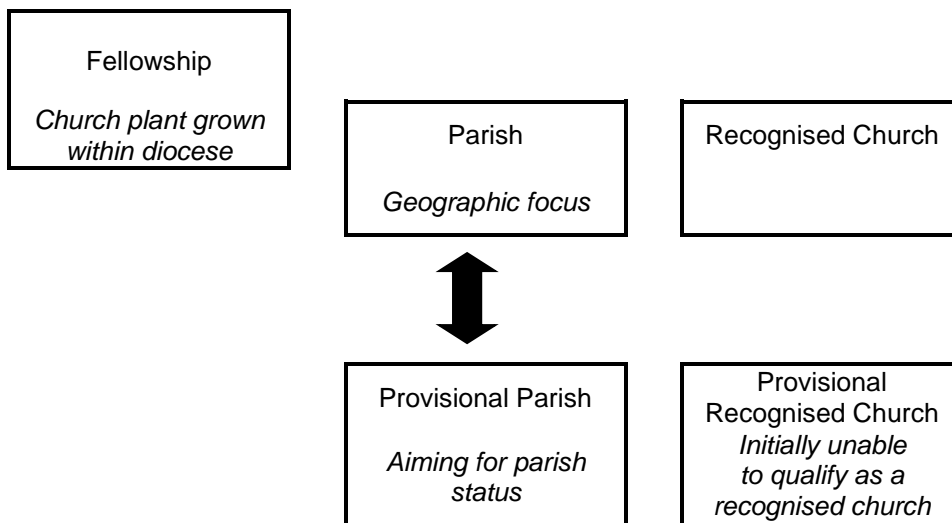 Fellowship
Church plant grown
within diocese
Parish
Geographic focus
Recognised Church
Provisional Parish
Aiming for parish
status
Provisional
Recognised Church
Initially unable
to qualify as a
recognised church